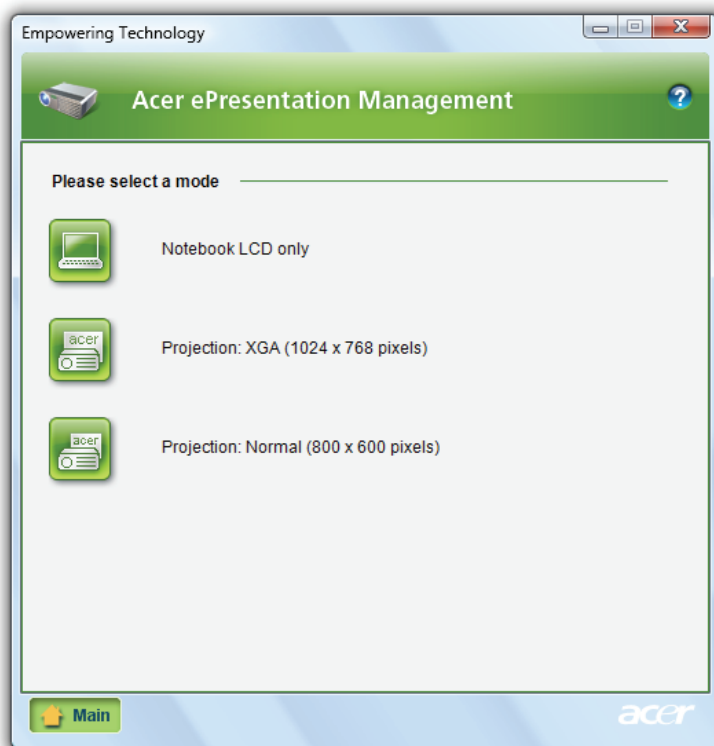 Empowering Technology
Acer ePresentation Management
?
Please select a mode
Notebook LCD only
acer
Projection: XGA (1024 x 768 pixels)
acer
Projection: Normal (800 x 600 pixels)
Main
acer